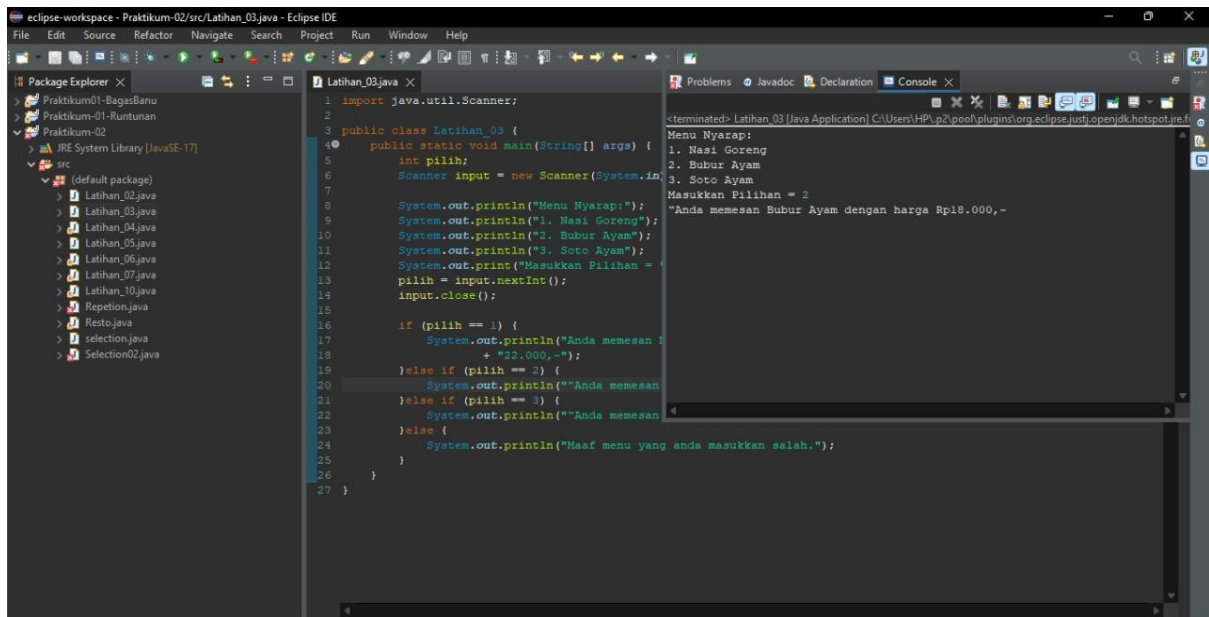 eclipse-workspace - Praktikum-02/src/Latihan_03.java - Eclipse IDE
File Edit Source Refactor Navigate Search Project Run Window Help
Package Explorer
Praktikum01-BagasBanu
Praktikum-01-Runtunan
Praktikum-02
JRE System Library [JavaSE-17]
src
(default package)
Latihan_02.java
Latihan_03.java
Latihan_04.java
Latihan_05.java
Latihan_06.java
Latihan_07.java
Latihan_10.java
Repetion.java
Resto.java
selection.java
Selection02.java
Latihan_03.java
1 import java.util.Scanner;
2
3 public class Latihan_03 {
4 public static void main(String[] args) {
5 int pilih;
6 Scanner input = new Scanner(System.in)
7
8 System.out.println("Menu Nyarap:");
9 System.out.println("1. Nasi Goreng");
10 System.out.println("2. Bubur Ayam");
11 System.out.println("3. Soto Ayam");
12 System.out.print("Masukkan Pilihan = "
13 pilih = input.nextInt();
14 input.close();
15
16 if (pilih == 1) {
17 System.out.println("Anda memesan
18 + "22.000,-");
19 }else if (pilih == 2) {
20 System.out.println("“Anda memesan
21 }else if (pilih == 3) {
22 System.out.println("“Anda memesan
23 }else {
24 System.out.println("Maaf menu yang anda masukkan salah.");
25 }
26 }
27 }
Problems Javadoc Declaration Console
<terminated> Latihan_03 [Java Application] C:\Users\HP\.p2\pool\plugins\org.eclipse.justj.openjdk.hotspot.jre.f
Menu Nyarap:
1. Nasi Goreng
2. Bubur Ayam
3. Soto Ayam
Masukkan Pilihan = 2
“Anda memesan Bubur Ayam dengan harga Rp18.000,-